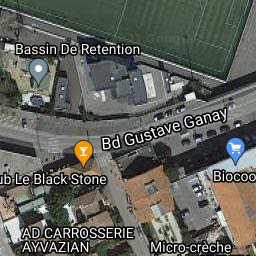 Bassin De Retention
Bd Gustave Ganay
ub Le Black Stone
Biocoo
AD CARROSSERIE
AYVAZIAN
Micro-crèche